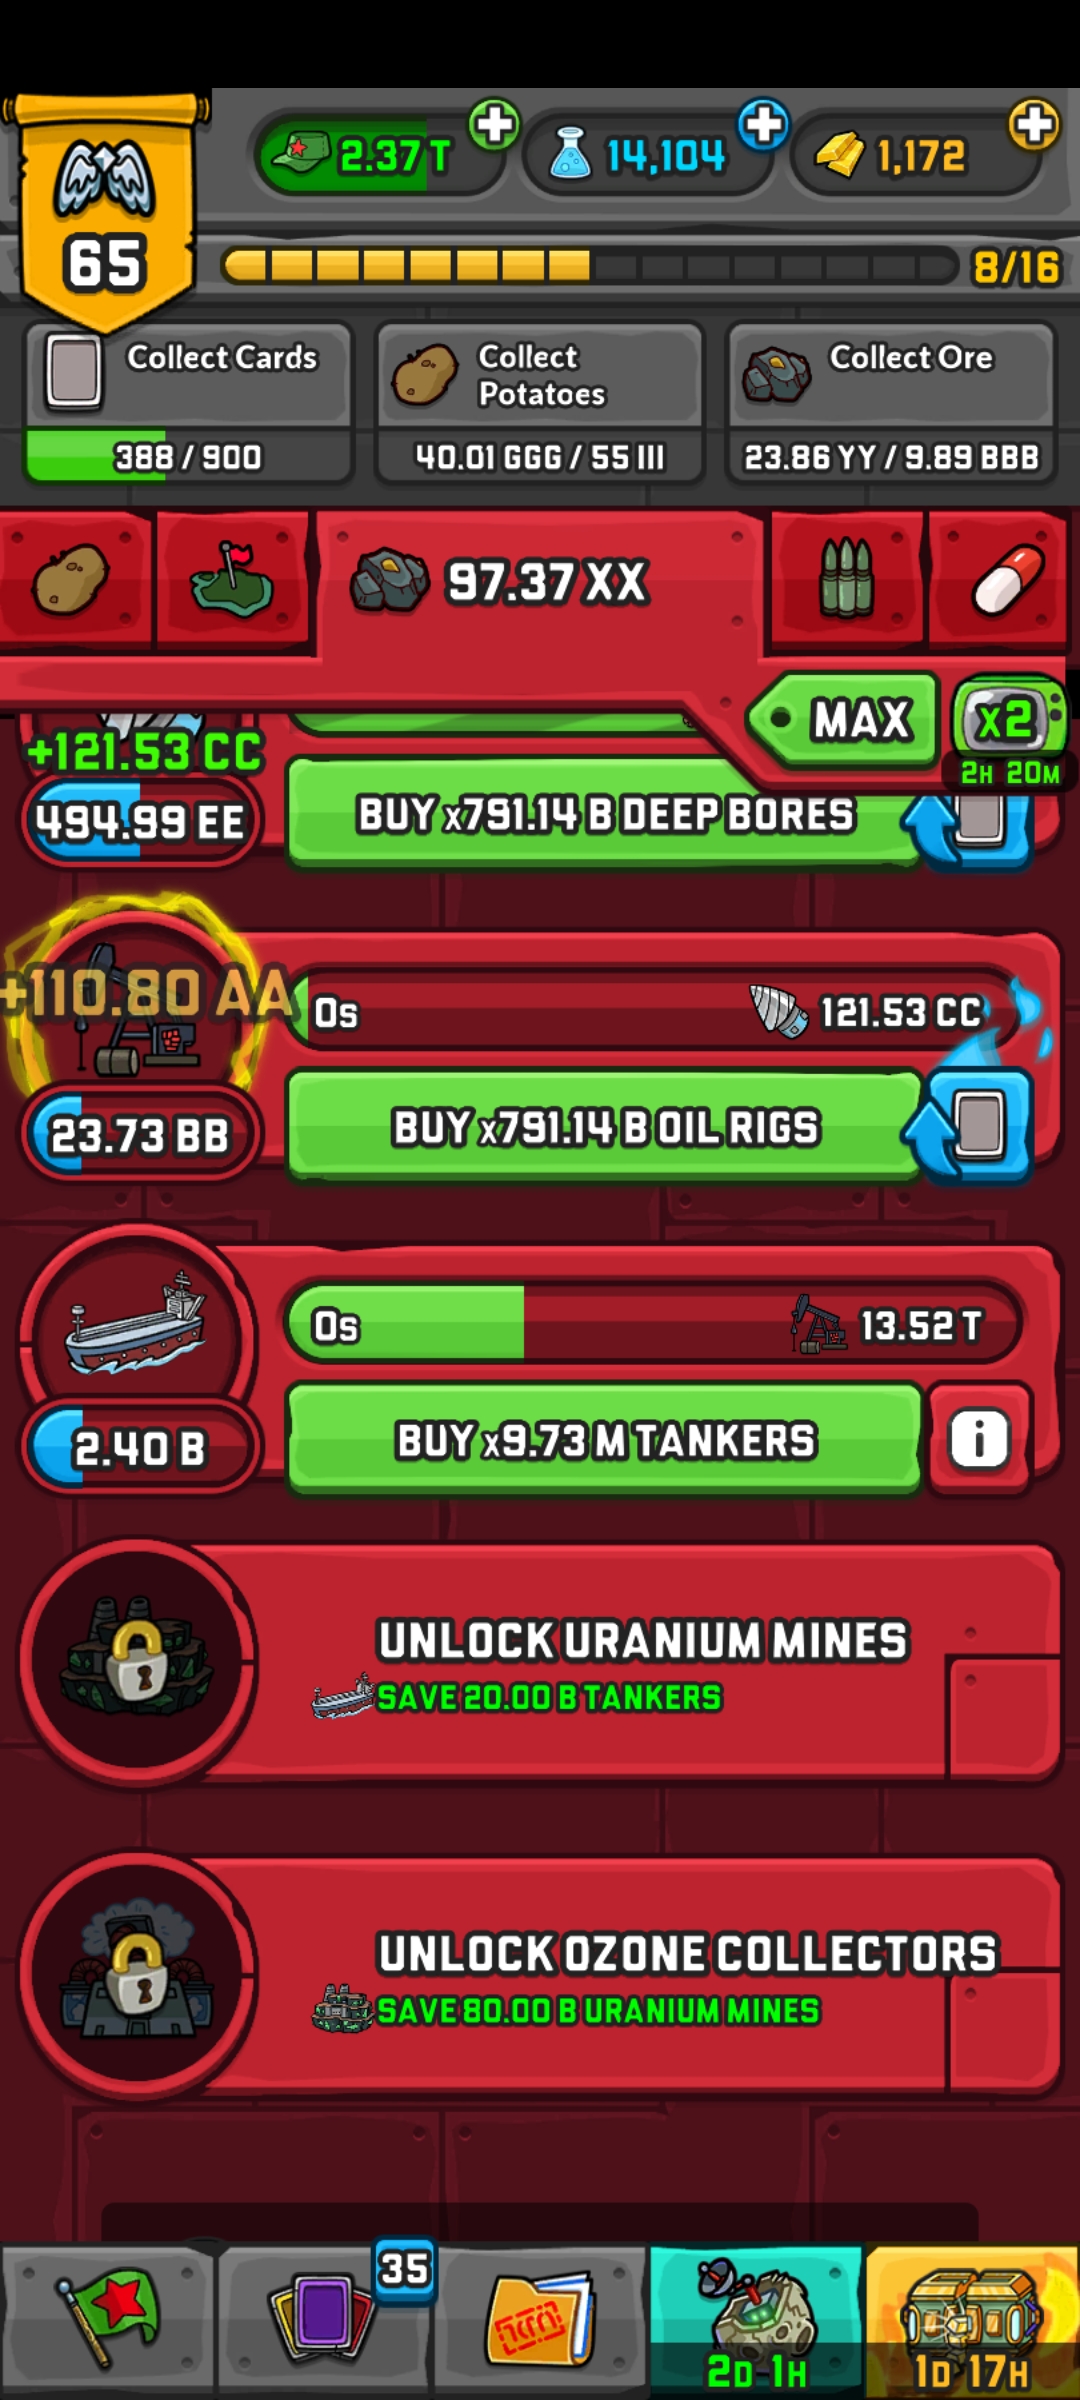 2.37 T
14,104
1,172
65
8/16
Collect Cards
388 / 900
Collect
Potatoes
40.01 GGG / 55 III
Collect Ore
23.86 YY / 9.89 BBB
97.37 XX
MAX
x2
2H 20M
+121.53 CC
494.99 EE
BUY x791.14 B DEEP BORES
+110.80 AA
0s
121.53 CC
23.73 BB
BUY x791.14 B OIL RIGS
0s
13.52 T
2.40 B
BUY x9.73 M TANKERS
i
UNLOCK URANIUM MINES
SAVE 20.00 B TANKERS
UNLOCK OZONE COLLECTORS
SAVE 80.00 B URANIUM MINES
35
2D 1H
1D 17H